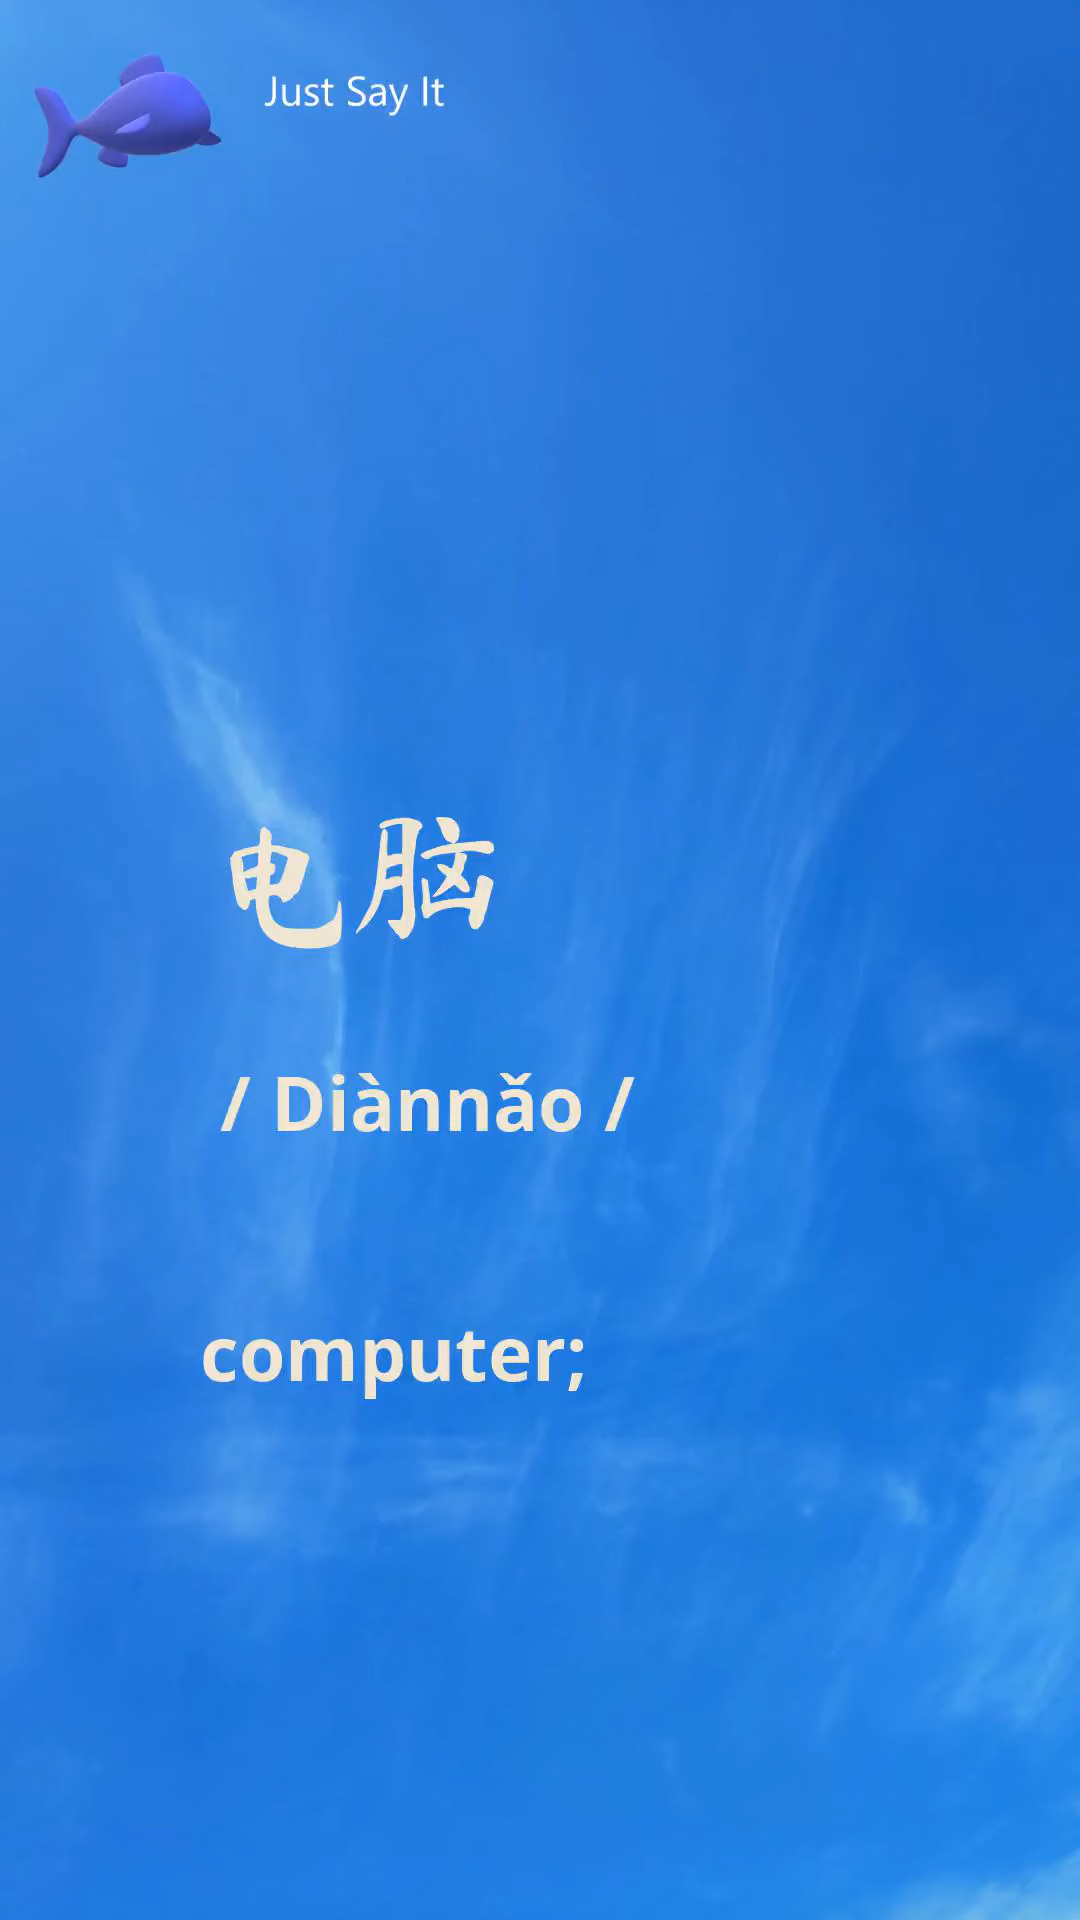 Just Say It
电脑
/ Diànnǎo /
computer;